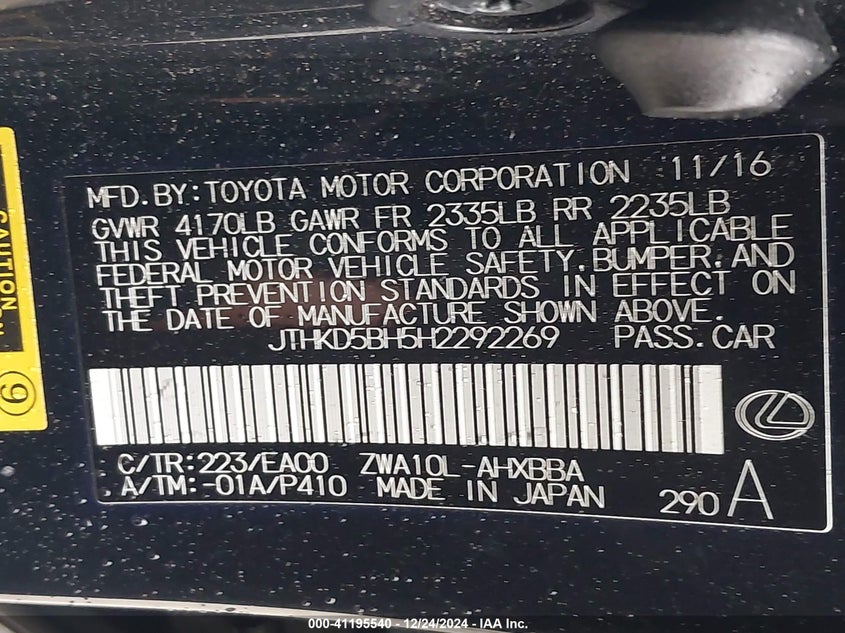 MFD.BY:TOYOTA MOTOR CORPORATION 11/16
GVWR 4170LB GAWR FR 2335LB RR 2235LB
THIS VEHICLE CONFORMS TO ALL APPLICABLE
FEDERAL MOTOR VEHICLE SAFETY,BUMPER,AND
THEFT PREVENTION STANDARDS IN EFFECT ON
THE DATE OF MANUFACTURE SHOWN ABOVE.
JTHKD5BH5H2292269 PASS.CAR
C/TR:223/EA00 ZWA10L-AHXBBA
A/TM:-01A/P410 MADE IN JAPAN 290 A
CAUTION
9
000-41195540 - 12/24/2024 - IAA Inc.